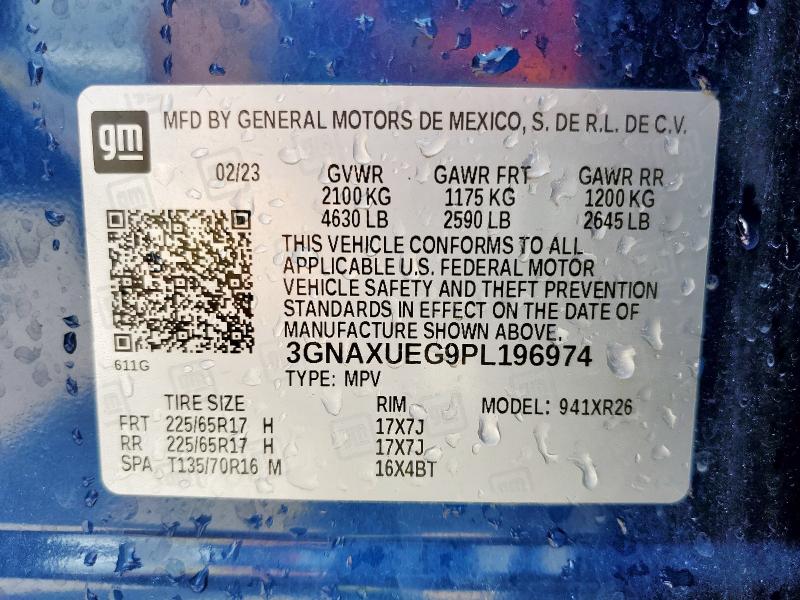 gm MFD BY GENERAL MOTORS DE MEXICO, S. DE R.L. DE C.V.
02/23 GVWR GAWR FRT GAWR RR
2100 KG 1175 KG 1200 KG
4630 LB 2590 LB 2645 LB
THIS VEHICLE CONFORMS TO ALL
APPLICABLE U.S. FEDERAL MOTOR
VEHICLE SAFETY AND THEFT PREVENTION
STANDARDS IN EFFECT ON THE DATE OF
MANUFACTURE SHOWN ABOVE.
3GNAXUEG9PL196974
611G
TYPE: MPV
TIRE SIZE RIM MODEL: 941XR26
FRT 225/65R17 H 17X7J
RR 225/65R17 H 17X7J
SPA T135/70R16 M 16X4BT